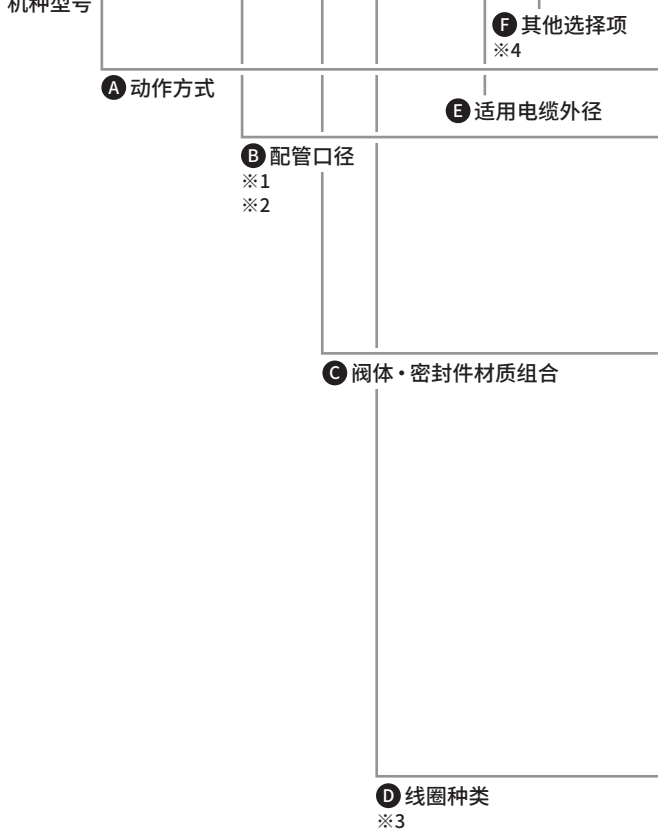 机种型号
F 其他选择项
※4
A 动作方式
E 适用电缆外径
B 配管口径
※1
※2
C 阀体・密封件材质组合
D 线圈种类
※3